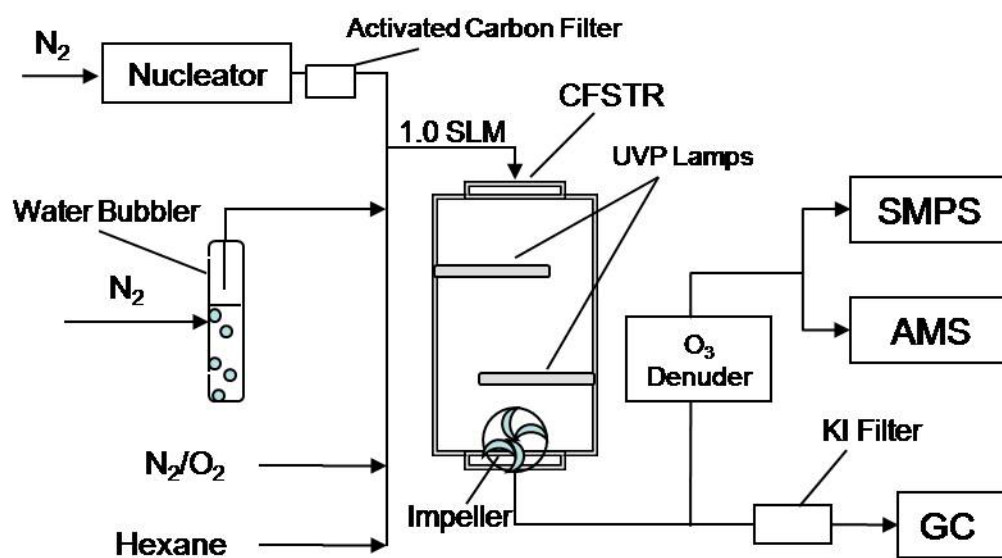 Activated Carbon Filter
N₂
Nucleator
CFSTR
1.0 SLM
UVP Lamps
Water Bubbler
SMPS
N₂
AMS
O₃
Denuder
KI Filter
N₂/O₂
Impeller
GC
Hexane